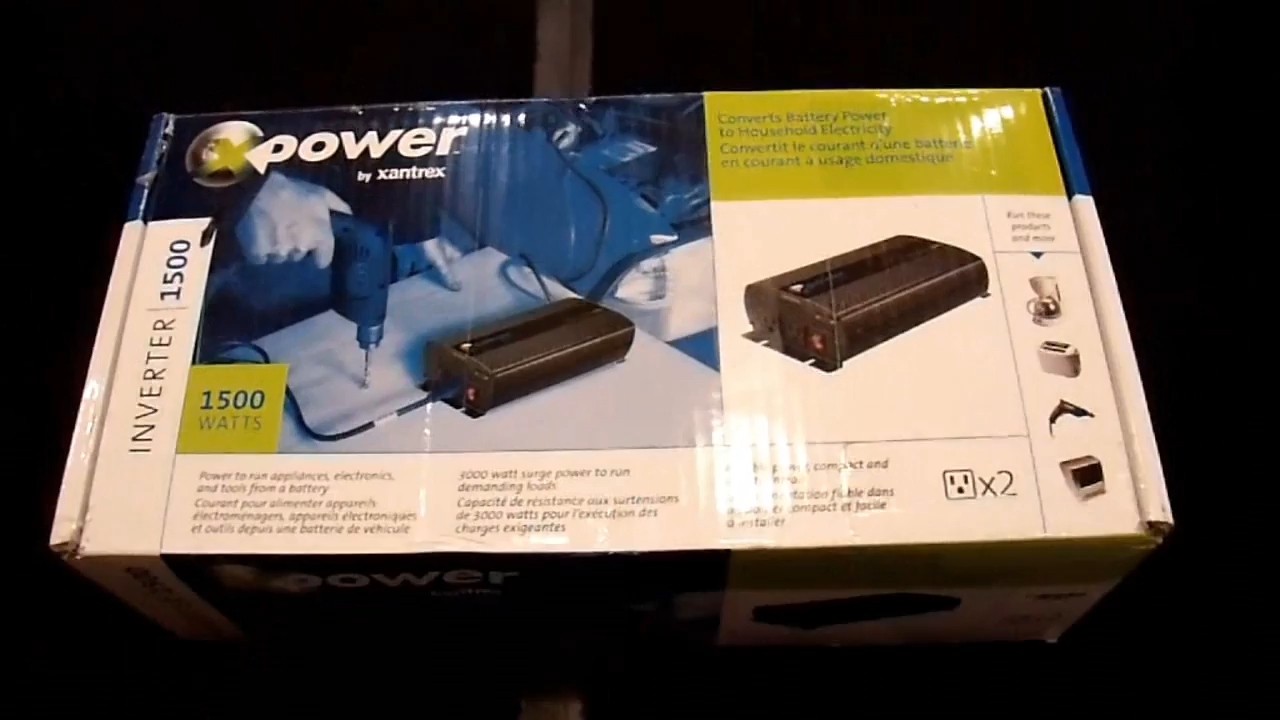 Xpower
by xantrex
Converts Battery Power
to Household Electricity
Convertit le courant d'une batterie
en courant à usage domestique
Run these
products
and more
INVERTER | 1500
1500
WATTS
Power to run appliances, electronics,
and tools from a battery
Courant pour alimenter appareils
électroménagers, appareils électroniques
et outils depuis une batterie de véhicule
3000 watt surge power to run
demanding loads
Capacité de résistance aux surtensions
de 3000 watts pour l'exécution des
charges exigeantes
power, compact and
fiable dans
compact et facile
x2
power